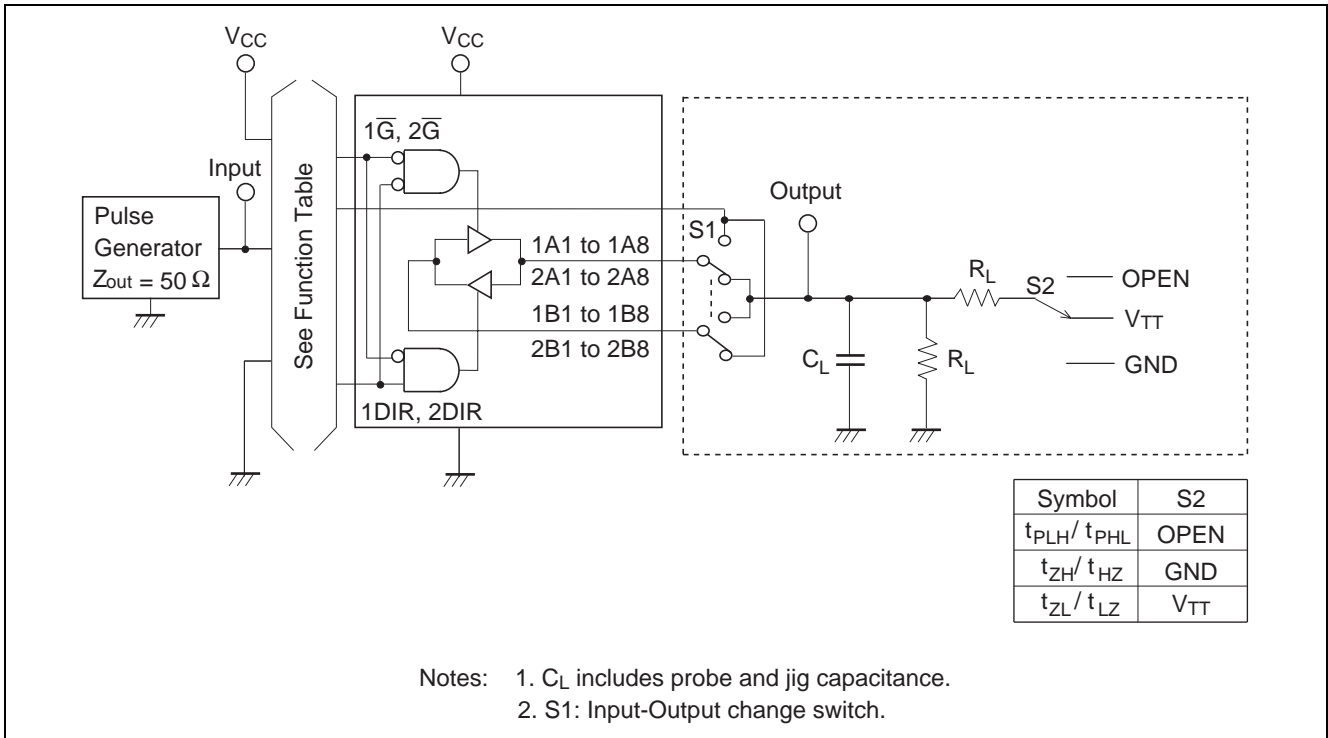 VCC
VCC
1G̅, 2G̅
Input
See Function Table
Pulse
Generator
Zout = 50 Ω
Output
S1
1A1 to 1A8
2A1 to 2A8
1B1 to 1B8
2B1 to 2B8
1DIR, 2DIR
RL
S2
OPEN
VTT
GND
CL
RL
Symbol S2
tPLH/ tPHL OPEN
tZH/ tHZ GND
tZL/ tLZ VTT
Notes: 1. CL includes probe and jig capacitance.
2. S1: Input-Output change switch.